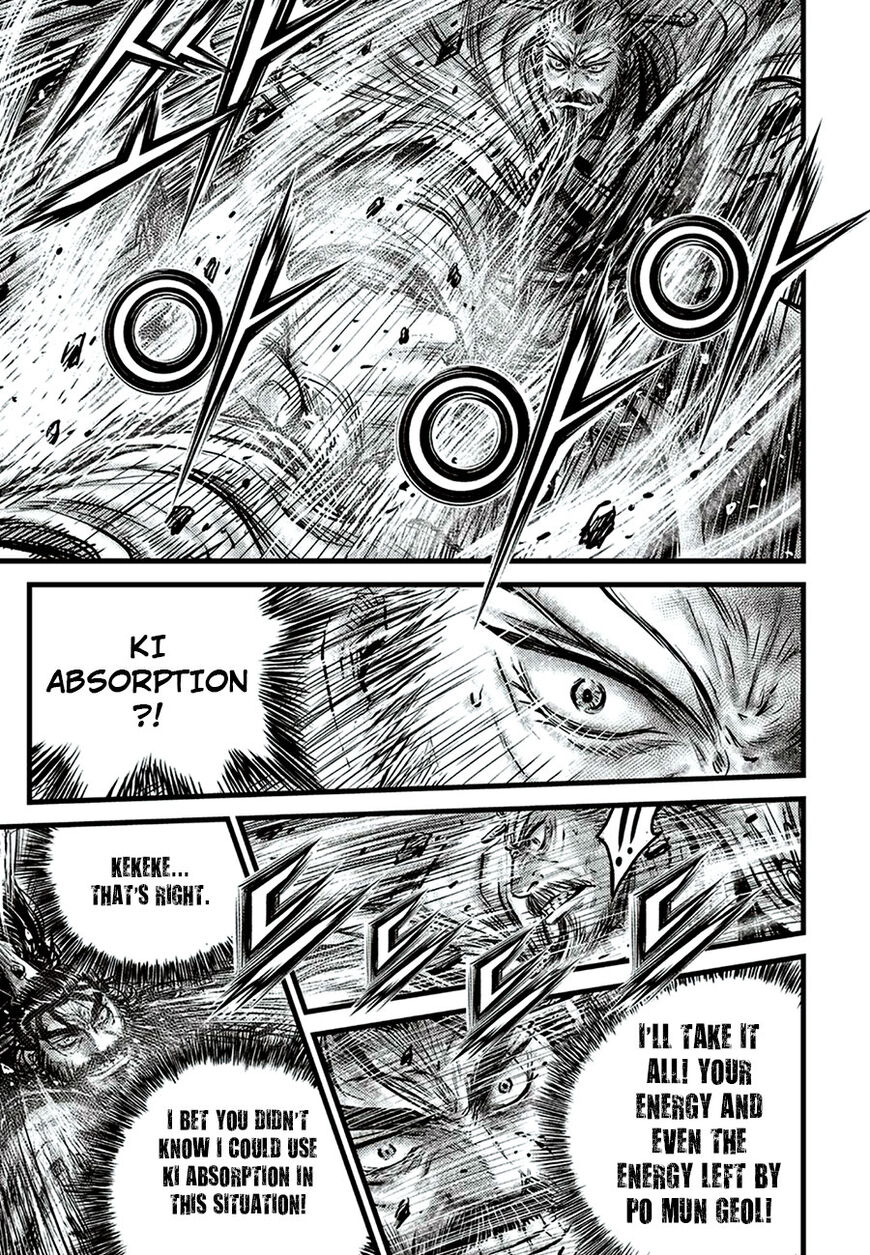 KI
ABSORPTION
?!
KEKEKE...
THAT'S RIGHT.
I BET YOU DIDN'T
KNOW I COULD USE
KI ABSORPTION IN
THIS SITUATION!
I'LL TAKE IT
ALL! YOUR
ENERGY AND
EVEN THE
ENERGY LEFT BY
PO MUN GEOL!